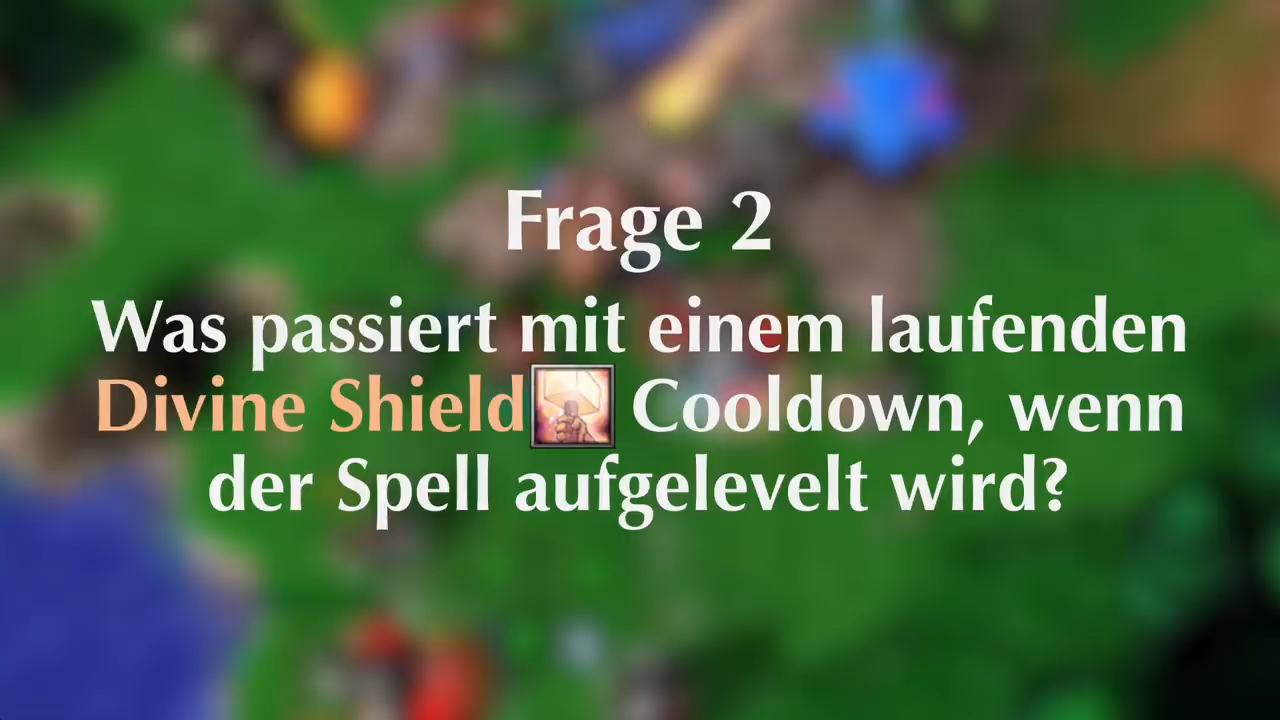 Frage 2
Was passiert mit einem laufenden
Divine Shield Cooldown, wenn
der Spell aufgelevelt wird?